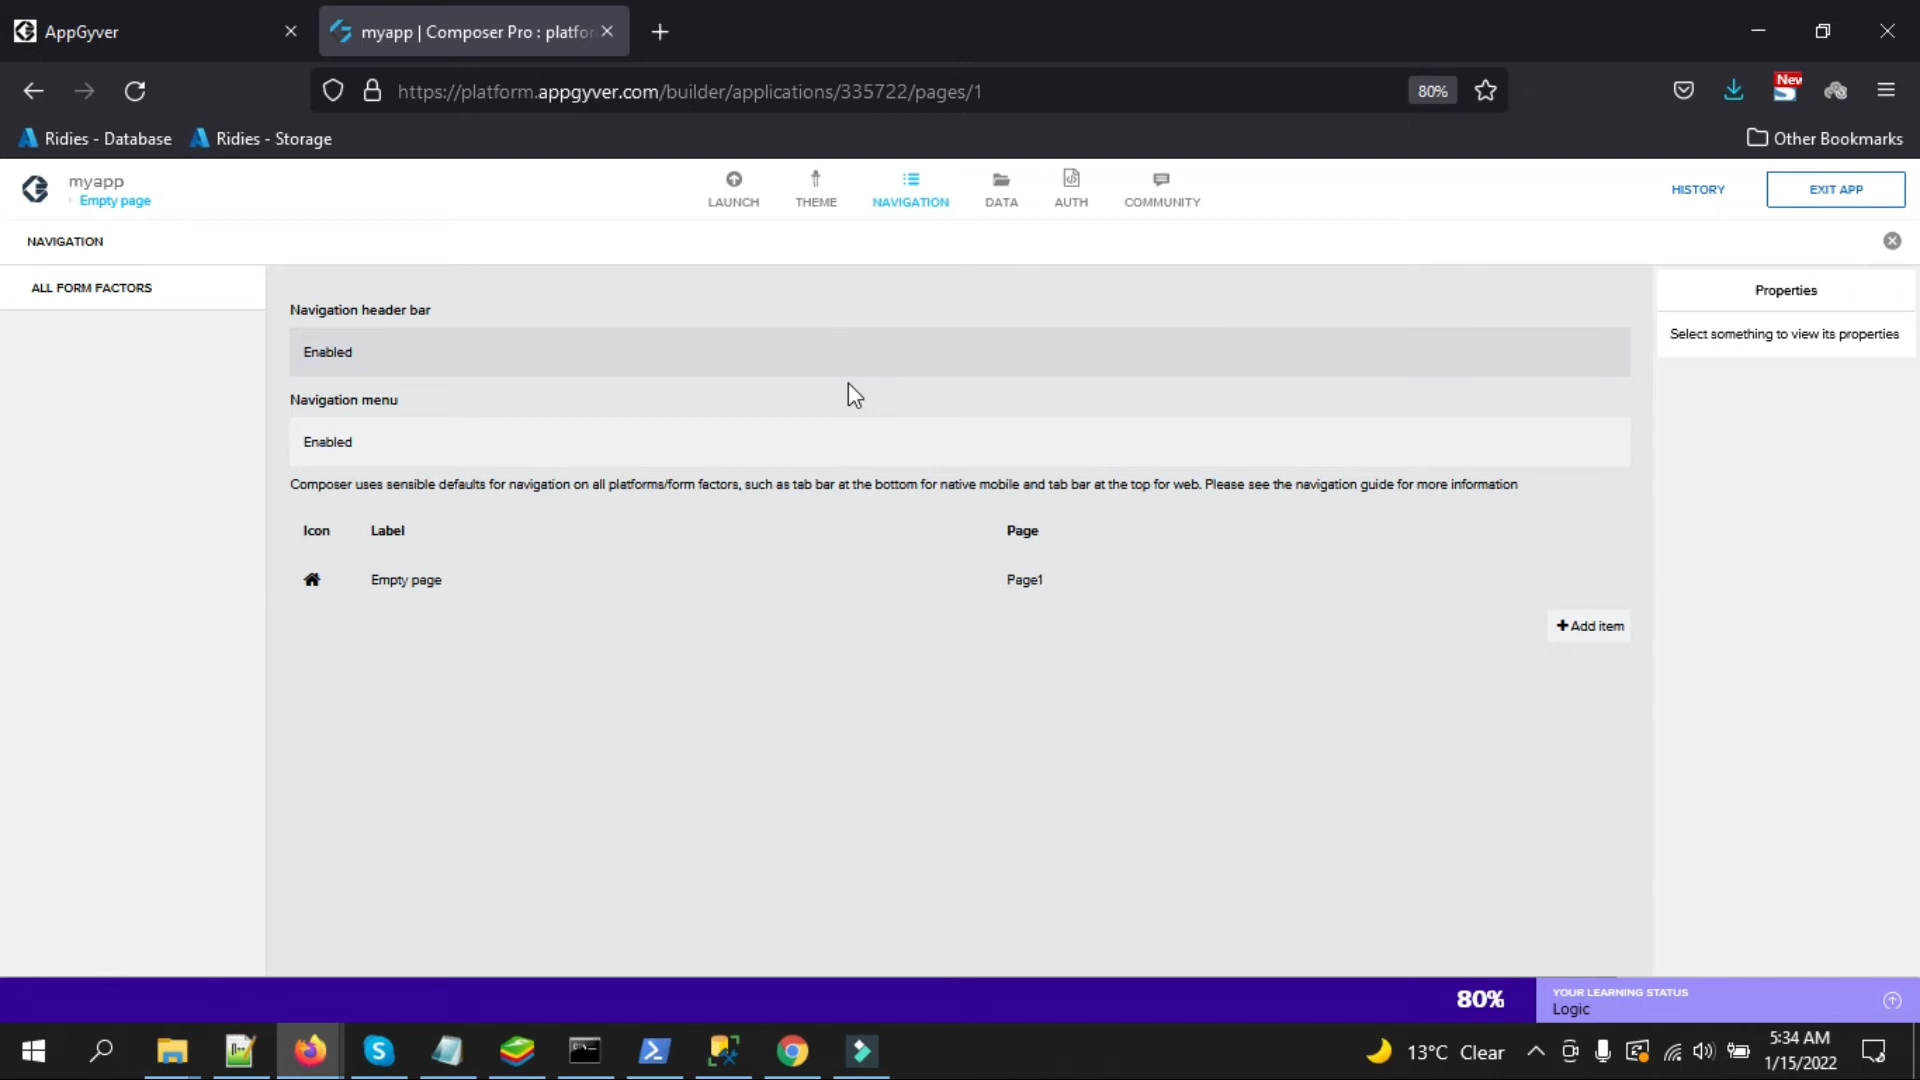 AppGyver
myapp | Composer Pro : platfor
https://platform.appgyver.com/builder/applications/335722/pages/1
80%
New
Ridies - Database
Ridies - Storage
Other Bookmarks
myapp
Empty page
LAUNCH
THEME
NAVIGATION
DATA
AUTH
COMMUNITY
HISTORY
EXIT APP
NAVIGATION
ALL FORM FACTORS
Navigation header bar
Enabled
Navigation menu
Enabled
Composer uses sensible defaults for navigation on all platforms/form factors, such as tab bar at the bottom for native mobile and tab bar at the top for web. Please see the navigation guide for more information
Icon Label Page
Empty page Page1
Add item
Properties
Select something to view its properties
80%
YOUR LEARNING STATUS
Logic
13°C Clear
5:34 AM
1/15/2022